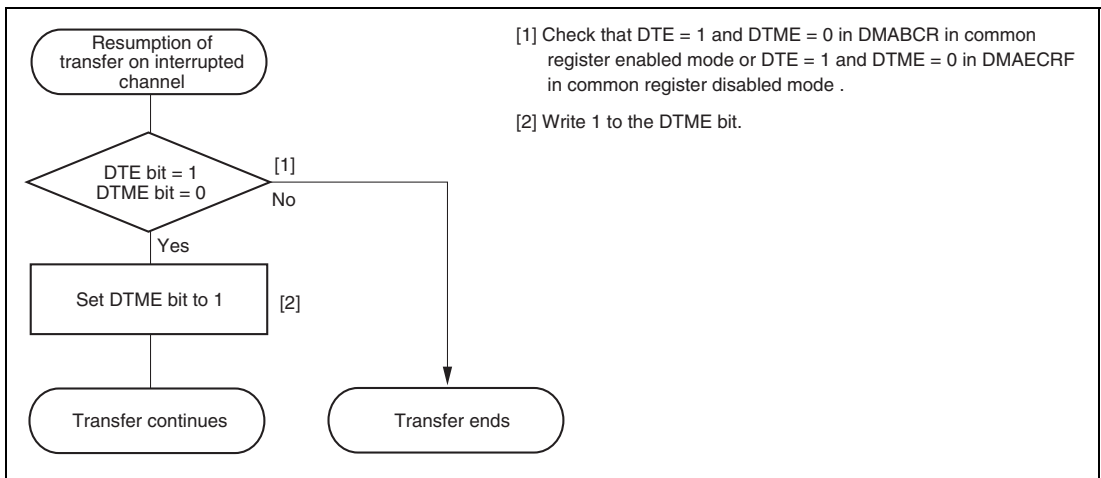 Resumption of
transfer on interrupted
channel
DTE bit = 1
DTME bit = 0
[1]
No
Yes
Set DTME bit to 1
[2]
Transfer continues
Transfer ends
[1] Check that DTE = 1 and DTME = 0 in DMABCR in common
register enabled mode or DTE = 1 and DTME = 0 in DMAECRF
in common register disabled mode .
[2] Write 1 to the DTME bit.